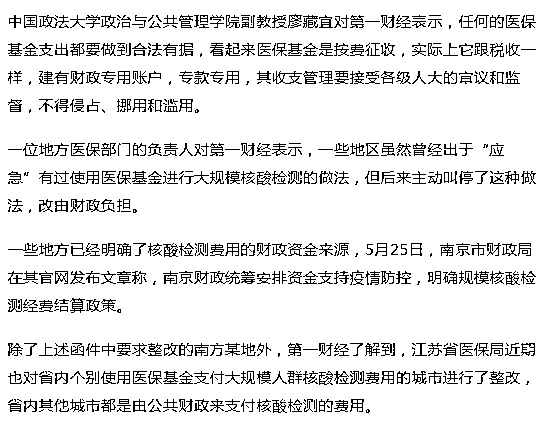 中国政法大学政治与公共管理学院副教授廖藏宜对第一财经表示，任何的医保
基金支出都要做到合法有据，看起来医保基金是按费征收，实际上它跟税收一
样，建有财政专用账户，专款专用，其收支管理要接受各级人大的审议和监
督，不得侵占、挪用和滥用。
一位地方医保部门的负责人对第一财经表示，一些地区虽然曾经出于“应
急”有过使用医保基金进行大规模核酸检测的做法，但后来主动叫停了这种做
法，改由财政负担。
一些地方已经明确了核酸检测费用的财政资金来源，5月25日，南京市财政局
在其官网发布文章称，南京财政统筹安排资金支持疫情防控，明确规模核酸检
测经费结算政策。
除了上述函件中要求整改的南方某地外，第一财经了解到，江苏省医保局近期
也对省内个别使用医保基金支付大规模人群核酸检测费用的城市进行了整改，
省内其他城市都是由公共财政来支付核酸检测的费用。